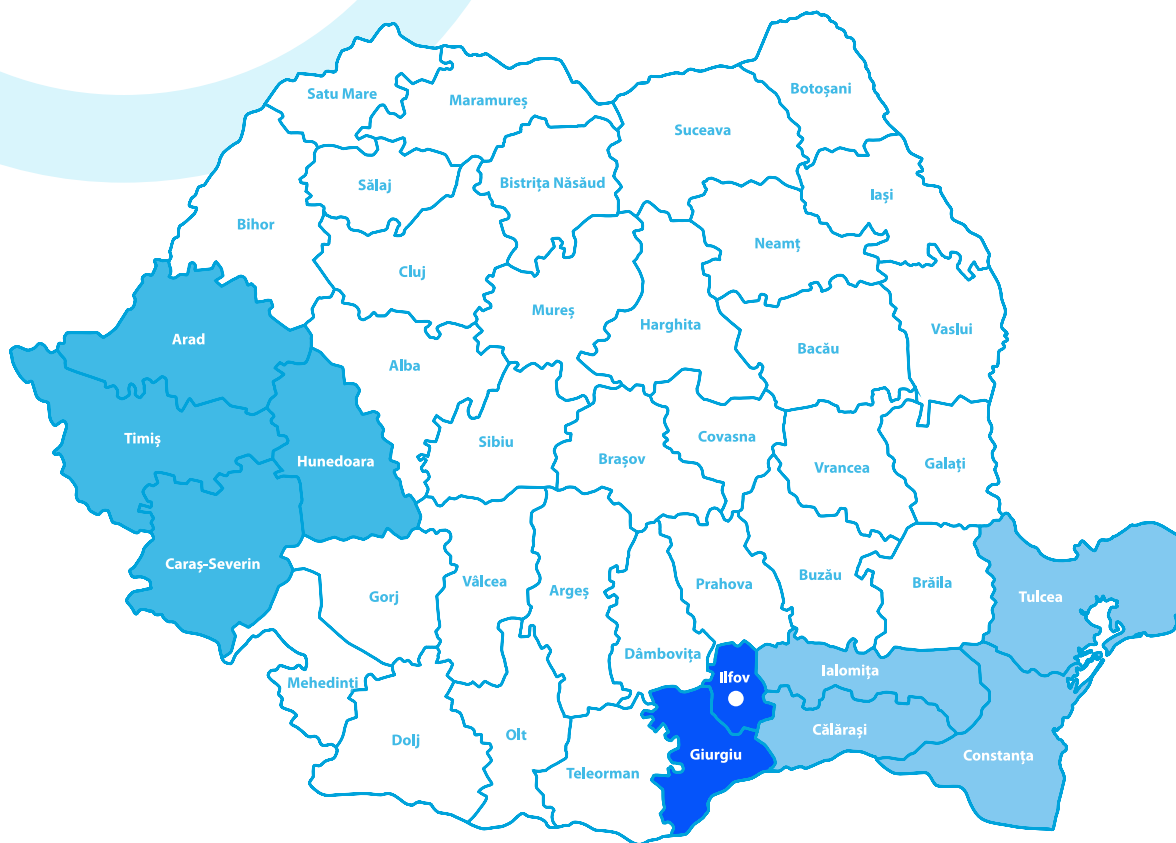 Botoșani
Satu Mare
Maramureș
Suceava
Sălaj
Bistrița Năsăud
Iași
Bihor
Neamț
Cluj
Mureș
Harghita
Vaslui
Arad
Bacău
Alba
Timiș
Sibiu
Covasna
Hunedoara
Brașov
Vrancea
Galați
Caraș-Severin
Vâlcea
Argeș
Prahova
Buzău
Brăila
Tulcea
Gorj
Dâmbovița
Ialomița
Ilfov
Mehedinți
Călărași
Dolj
Olt
Giurgiu
Constanța
Teleorman